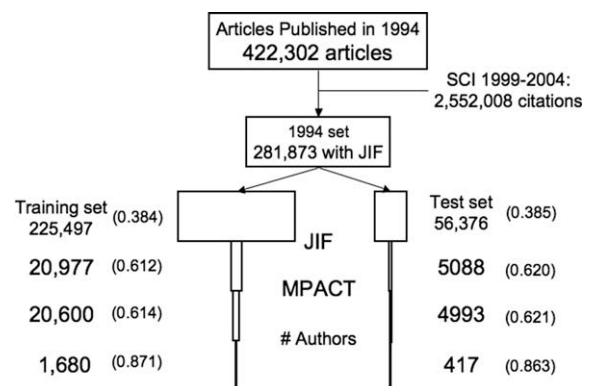 Articles Published in 1994
422,302 articles
SCI 1999-2004:
2,552,008 citations
1994 set
281,873 with JIF
Training set
225,497 (0.384)
Test set
56,376 (0.385)
JIF
20,977 (0.612)
5088 (0.620)
MPACT
20,600 (0.614)
4993 (0.621)
# Authors
1,680 (0.871)
417 (0.863)